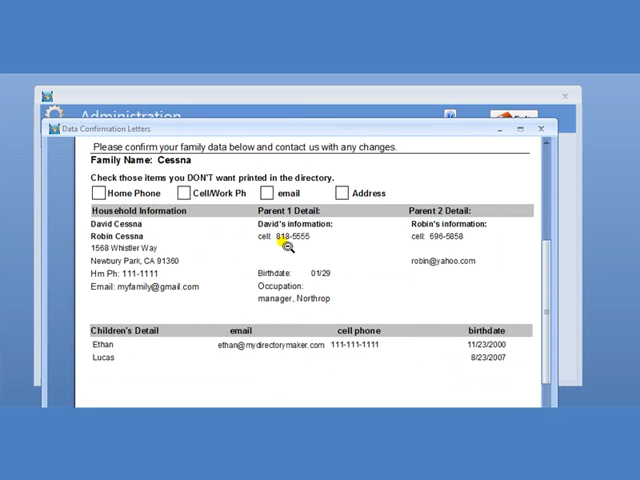 Administration
Data Confirmation Letters
Please confirm your family data below and contact us with any changes.
Family Name: Cessna
Check those items you DON'T want printed in the directory.
Home Phone Cell/Work Ph email Address
Household Information Parent 1 Detail: Parent 2 Detail:
David Cessna David's information: Robin's information:
Robin Cessna cell: 818-5555 cell: 696-5858
1568 Whistler Way
Newbury Park, CA 91360 robin@yahoo.com
Hm Ph: 111-1111 Birthdate: 01/29
Email: myfamily@gmail.com Occupation:
manager, Northrop
Children's Detail email cell phone birthdate
Ethan ethan@mydirectorymaker.com 111-111-1111 11/23/2000
Lucas 8/23/2007